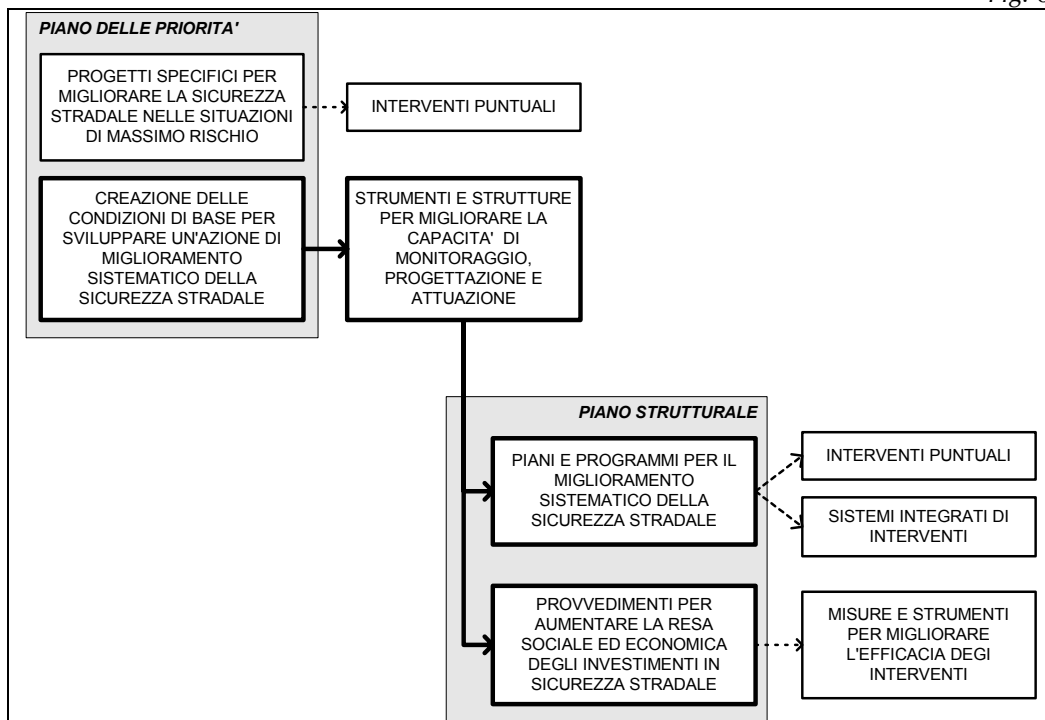 Fig.
PIANO DELLE PRIORITA'
PROGETTI SPECIFICI PER
MIGLIORARE LA SICUREZZA
STRADALE NELLE SITUAZIONI
DI MASSIMO RISCHIO
INTERVENTI PUNTUALI
CREAZIONE DELLE
CONDIZIONI DI BASE PER
SVILUPPARE UN'AZIONE DI
MIGLIORAMENTO
SISTEMATICO DELLA
SICUREZZA STRADALE
STRUMENTI E STRUTTURE
PER MIGLIORARE LA
CAPACITA' DI
MONITORAGGIO,
PROGETTAZIONE E
ATTUAZIONE
PIANO STRUTTURALE
PIANI E PROGRAMMI PER IL
MIGLIORAMENTO
SISTEMATICO DELLA
SICUREZZA STRADALE
INTERVENTI PUNTUALI
SISTEMI INTEGRATI DI
INTERVENTI
PROVVEDIMENTI PER
AUMENTARE LA RESA
SOCIALE ED ECONOMICA
DEGLI INVESTIMENTI IN
SICUREZZA STRADALE
MISURE E STRUMENTI
PER MIGLIORARE
L'EFFICACIA DEGI
INTERVENTI